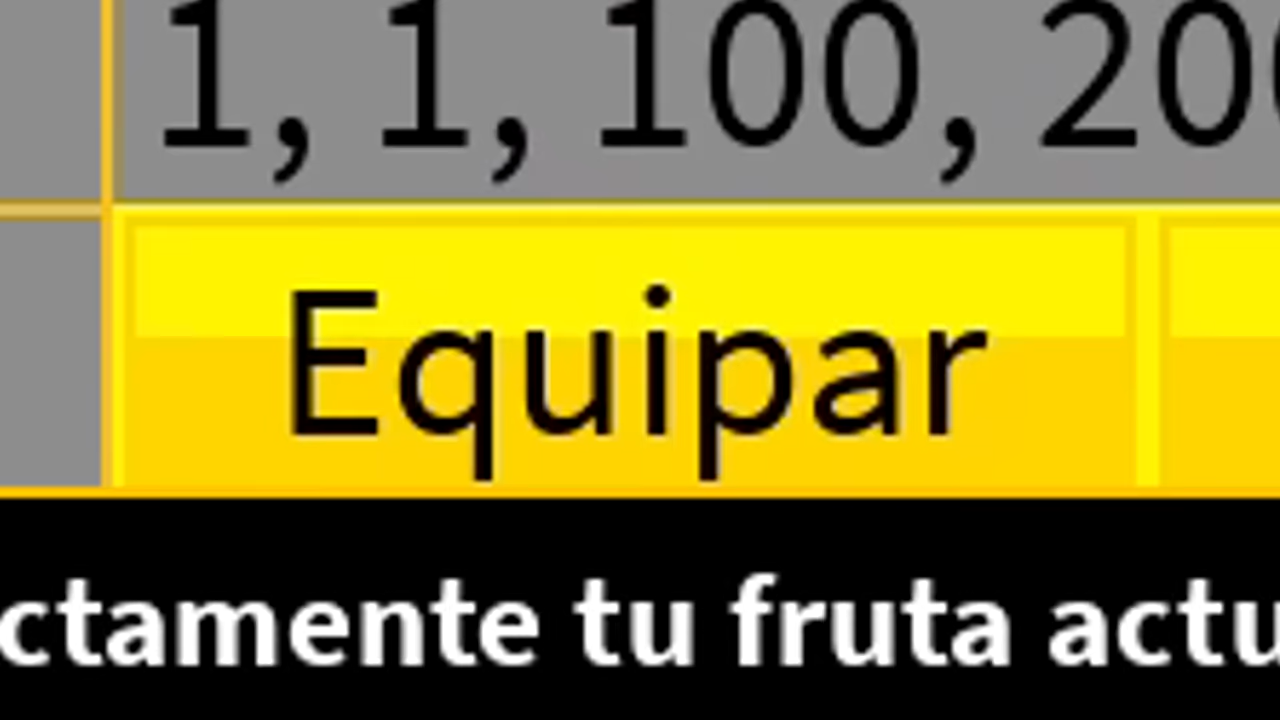 1, 1, 100, 20
Equipar
ctamente tu fruta actu